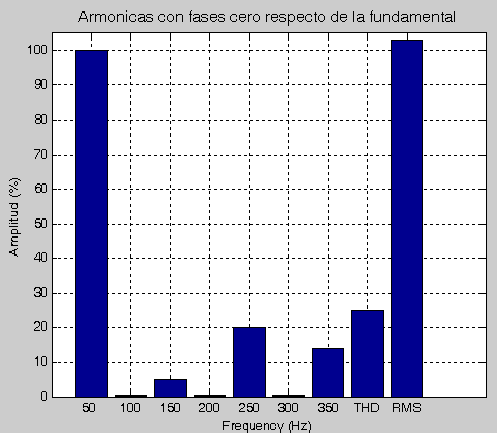 Armonicas con fases cero respecto de la fundamental
100
90
80
70
60
50
40
30
20
10
0
Amplitud (%)
50 100 150 200 250 300 350 THD RMS
Frequency (Hz)